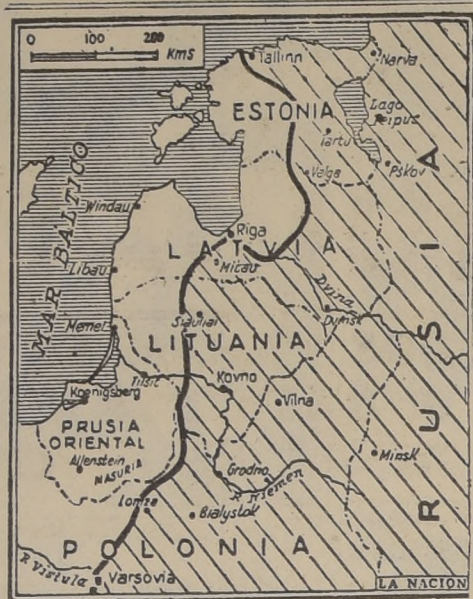 0 100 200
KMS
Tallinn
Narva
ESTONIA
Lago
Peipus
Tartu
Valga
Pskov
MAR BALTICO
Windau
Riga
LATVIA
Mitau
Libau
Dvina
Dvinsk
Memel
Siauliai
LITUANIA
Tilsit
Kovno
Koenigsberg
Vilna
PRUSIA
ORIENTAL
Allenstein
MASURIA
Minsk
Grodno
R. Niemen
Lomze
Bialystok
POLONIA
R. Vistula
Varsovia
RUSIA
LA NACION